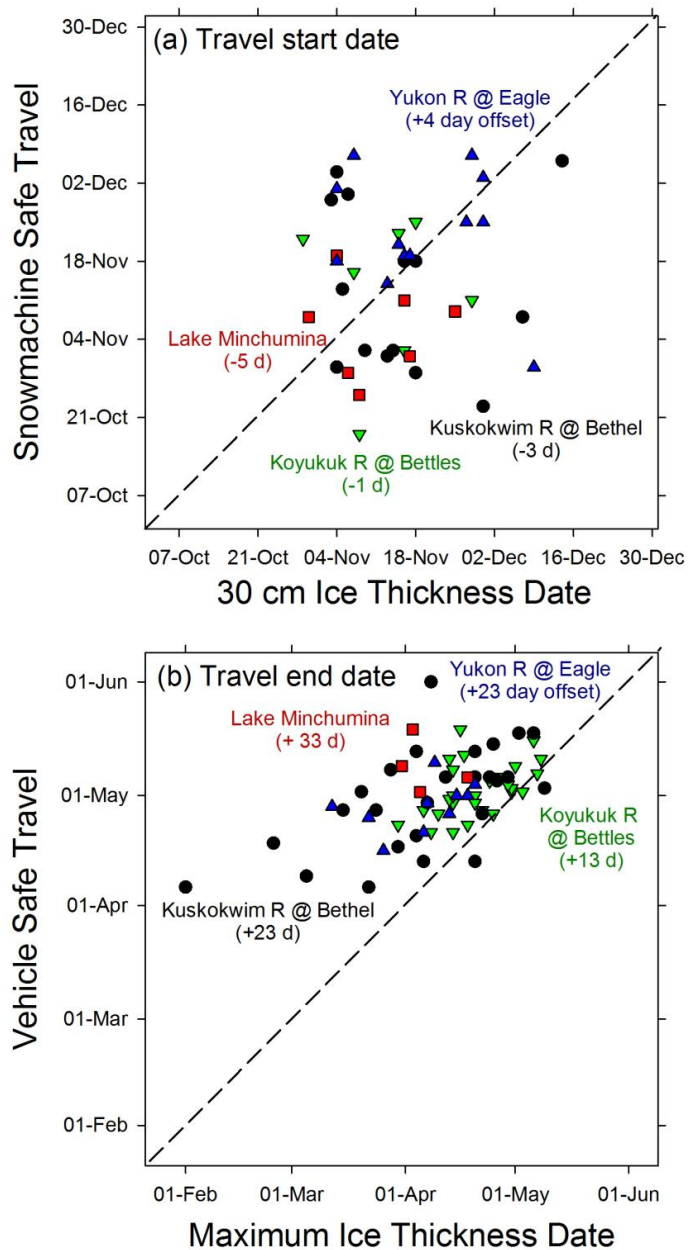 (a) Travel start date
Snowmachine Safe Travel
30-Dec
16-Dec
02-Dec
18-Nov
04-Nov
21-Oct
07-Oct
Yukon R @ Eagle
(+4 day offset)
Lake Minchumina
(-5 d)
Kuskokwim R @ Bethel
(-3 d)
Koyukuk R @ Bettles
(-1 d)
07-Oct 21-Oct 04-Nov 18-Nov 02-Dec 16-Dec 30-Dec
30 cm Ice Thickness Date
(b) Travel end date
Vehicle Safe Travel
01-Jun
01-May
01-Apr
01-Mar
01-Feb
Yukon R @ Eagle
(+23 day offset)
Lake Minchumina
(+ 33 d)
Koyukuk R
@ Bettles
(+13 d)
Kuskokwim R @ Bethel
(+23 d)
01-Feb 01-Mar 01-Apr 01-May 01-Jun
Maximum Ice Thickness Date